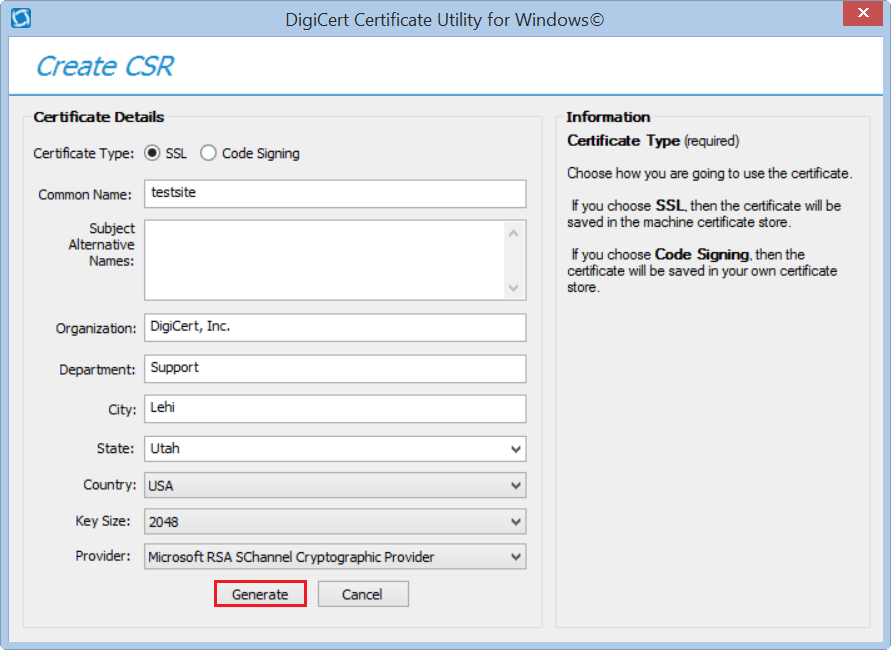 DigiCert Certificate Utility for Windows©
Create CSR
Certificate Details
Certificate Type: SSL Code Signing
Common Name: testsite
Subject
Alternative
Names:
Organization: DigiCert, Inc.
Department: Support
City: Lehi
State: Utah
Country: USA
Key Size: 2048
Provider: Microsoft RSA SChannel Cryptographic Provider
Generate Cancel
Information
Certificate Type (required)
Choose how you are going to use the certificate.
If you choose SSL, then the certificate will be
saved in the machine certificate store.
If you choose Code Signing, then the
certificate will be saved in your own certificate
store.